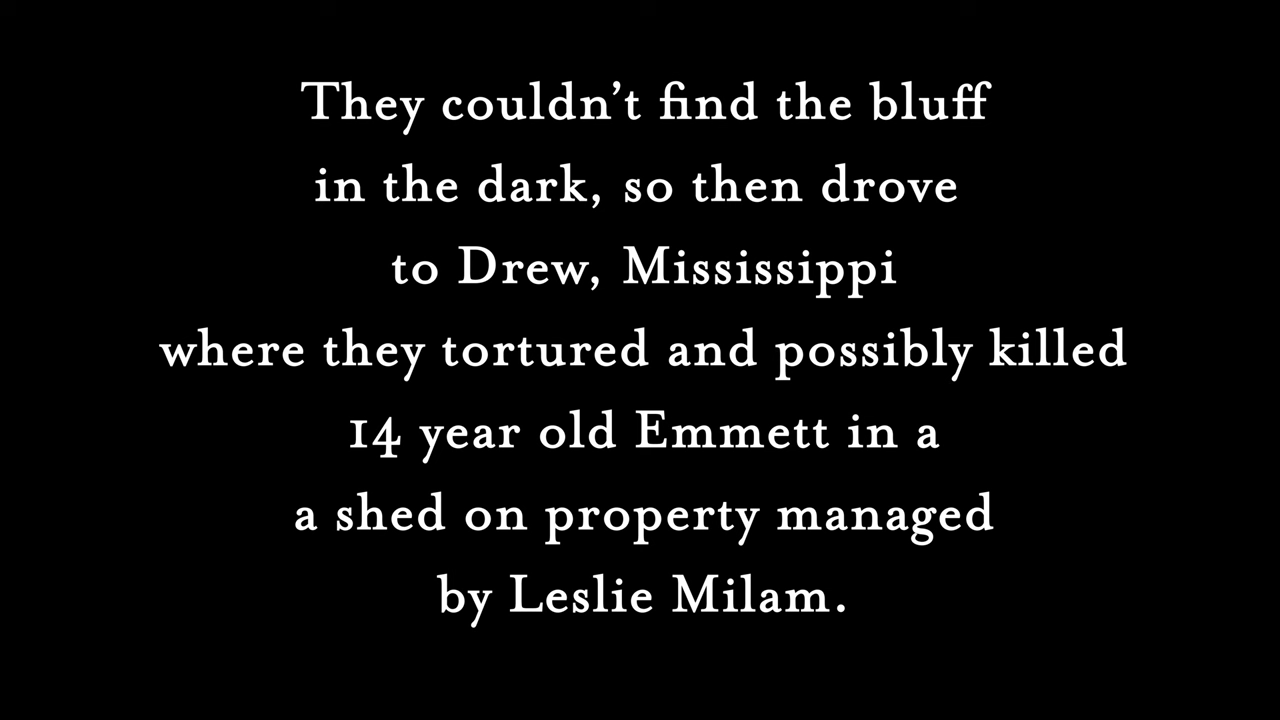 They couldn’t find the bluff
in the dark, so then drove
to Drew, Mississippi
where they tortured and possibly killed
14 year old Emmett in a
a shed on property managed
by Leslie Milam.